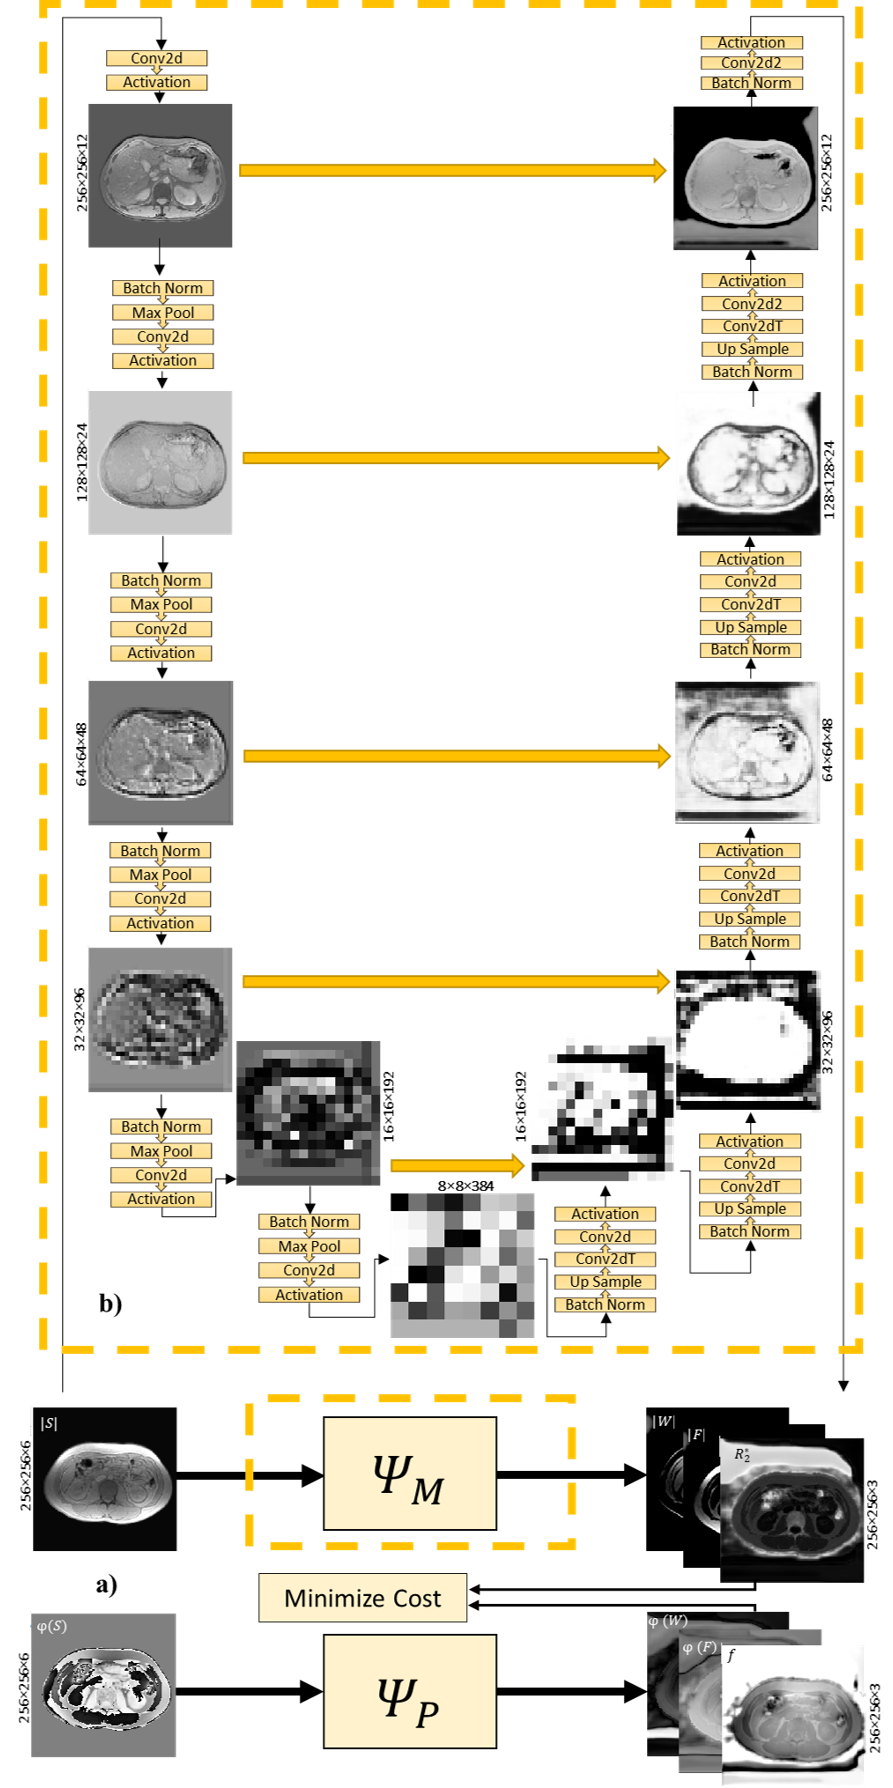 Conv2d
Activation
256×256×12
Batch Norm
Max Pool
Conv2d
Activation
128×128×24
Batch Norm
Max Pool
Conv2d
Activation
64×64×48
Batch Norm
Max Pool
Conv2d
Activation
32×32×96
Batch Norm
Max Pool
Conv2d
Activation
16×16×192
Batch Norm
Max Pool
Conv2d
Activation
8×8×384
16×16×192
Activation
Conv2d
Conv2dT
Up Sample
Batch Norm
Activation
Conv2d2
Batch Norm
256×256×12
Activation
Conv2d2
Conv2dT
Up Sample
Batch Norm
128×128×24
Activation
Conv2d
Conv2dT
Up Sample
Batch Norm
64×64×48
Activation
Conv2d
Conv2dT
Up Sample
Batch Norm
32×32×96
Activation
Conv2d
Conv2dT
Up Sample
Batch Norm
b)
|S|
256×256×6
Ψ_M
|W|
|F|
R₂*
256×256×3
a)
Minimize Cost
φ(S)
256×256×6
Ψ_P
φ (W)
φ (F)
f
256×256×3